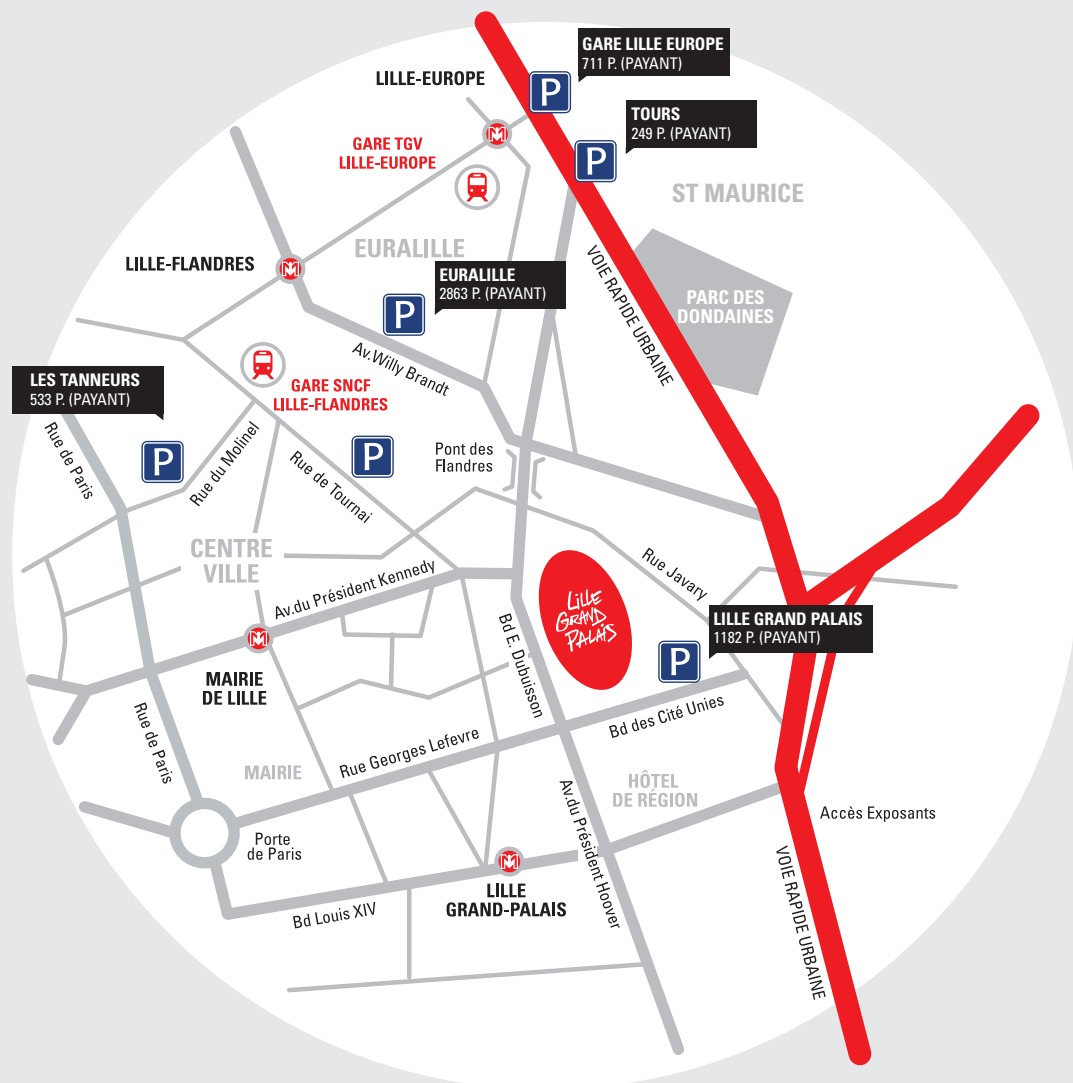 GARE LILLE EUROPE
711 P. (PAYANT)
LILLE-EUROPE
P
TOURS
249 P. (PAYANT)
P
M
GARE TGV
LILLE-EUROPE
ST MAURICE
EURALILLE
LILLE-FLANDRES
M
EURALILLE
2863 P. (PAYANT)
P
VOIE RAPIDE URBAINE
PARC DES
DONDAINES
Av.Willy Brandt
LES TANNEURS
533 P. (PAYANT)
GARE SNCF
LILLE-FLANDRES
Rue de Paris
P
Rue du Molinel
P
Rue de Tournai
Pont des
Flandres
CENTRE
VILLE
Av.du Président Kennedy
Rue Javary
LiLLE
GRAND
PALAiS
LILLE GRAND PALAIS
1182 P. (PAYANT)
P
M
MAIRIE
DE LILLE
Bd E. Dubuisson
Bd des Cité Unies
Rue de Paris
MAIRIE
Rue Georges Lefevre
HÔTEL
DE RÉGION
Accès Exposants
Porte
de Paris
Av.du Président Hoover
M
LILLE
GRAND-PALAIS
Bd Louis XIV
VOIE RAPIDE URBAINE